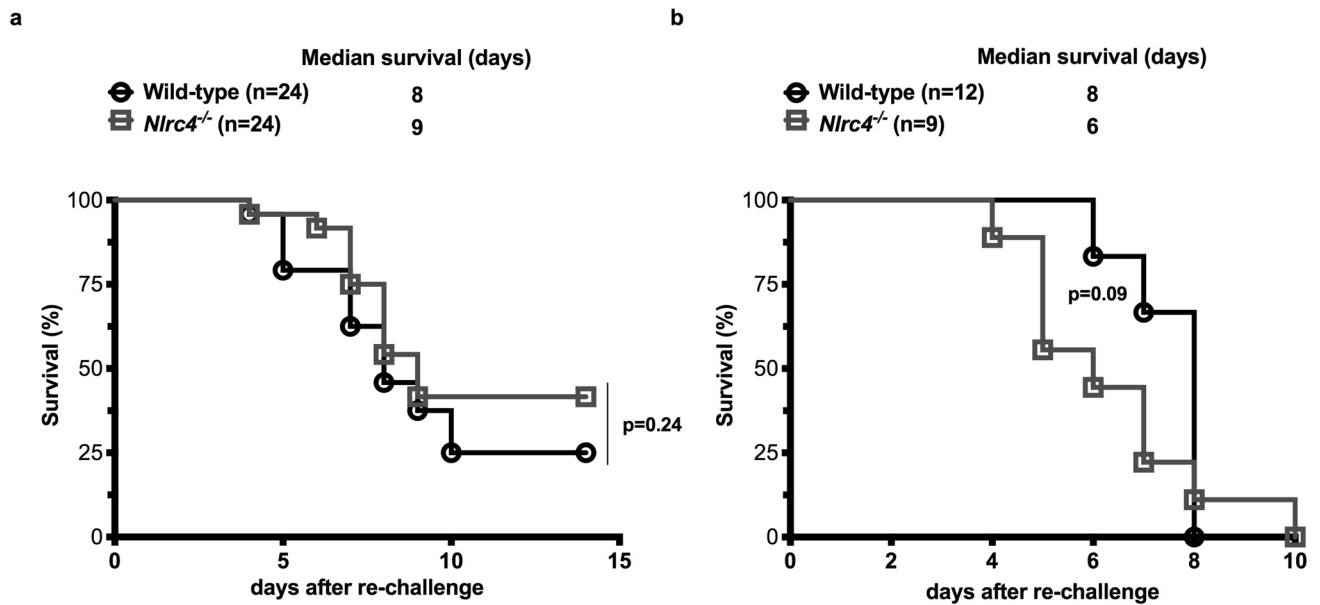 a
Median survival (days)
Wild-type (n=24) 8
Nlrc4-/- (n=24) 9
100
75
50
25
0
Survival (%)
0 5 10 15
days after re-challenge
p=0.24
b
Median survival (days)
Wild-type (n=12) 8
Nlrc4-/- (n=9) 6
100
75
50
25
0
Survival (%)
p=0.09
0 2 4 6 8 10
days after re-challenge